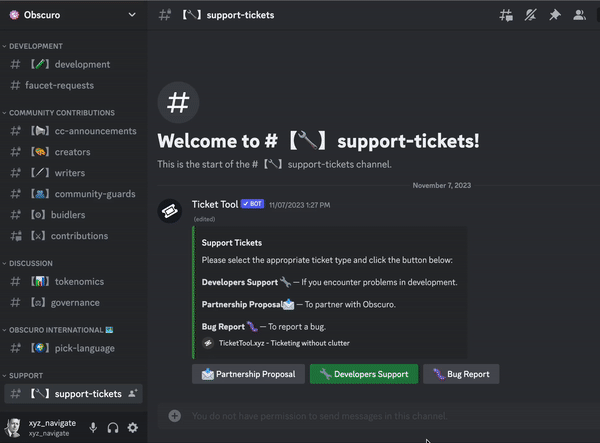 Obscuro
【🔧】support-tickets
DEVELOPMENT
【🧪】development
faucet-requests
COMMUNITY CONTRIBUTIONS
【📢】cc-announcements
【🎨】creators
【🖊️】writers
【👮】community-guards
【⚙】buidlers
【⚔】contributions
DISCUSSION
【📊】tokenomics
【⚖】governance
OBSCURO INTERNATIONAL 🗺️
【🌍】pick-language
SUPPORT
【🔧】support-tickets
xyz_navigate
xyz_navigate
Welcome to #【🔧】support-tickets!
This is the start of the #【🔧】support-tickets channel.
November 7, 2023
Ticket Tool ✓ BOT 11/07/2023 1:27 PM
(edited)
Support Tickets
Please select the appropriate ticket type and click the button below:
Developers Support 🔧 — If you encounter problems in development.
Partnership Proposal📩 — To partner with Obscuro.
Bug Report 🐛 — To report a bug.
TicketTool.xyz - Ticketing without clutter
📩 Partnership Proposal
🔧 Developers Support
🐛 Bug Report
You do not have permission to send messages in this channel.